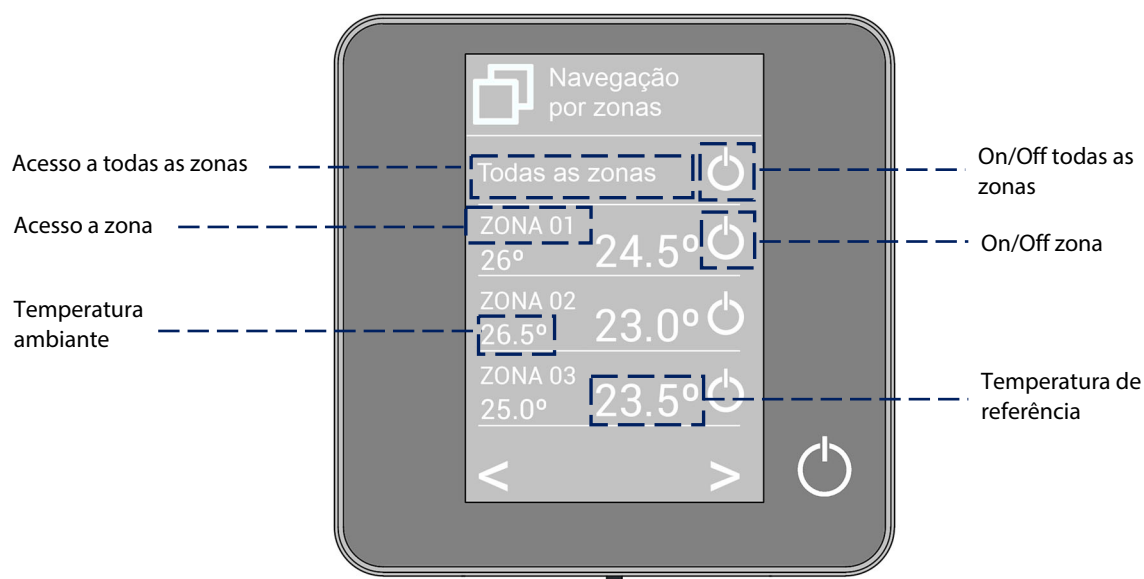 Navegação
por zonas
Acesso a todas as zonas
Todas as zonas
On/Off todas as
zonas
Acesso a zona
ZONA 01
26º
24.5º
On/Off zona
Temperatura
ambiante
ZONA 02
26.5º
23.0º
ZONA 03
25.0º
23.5º
Temperatura de
referência
< >